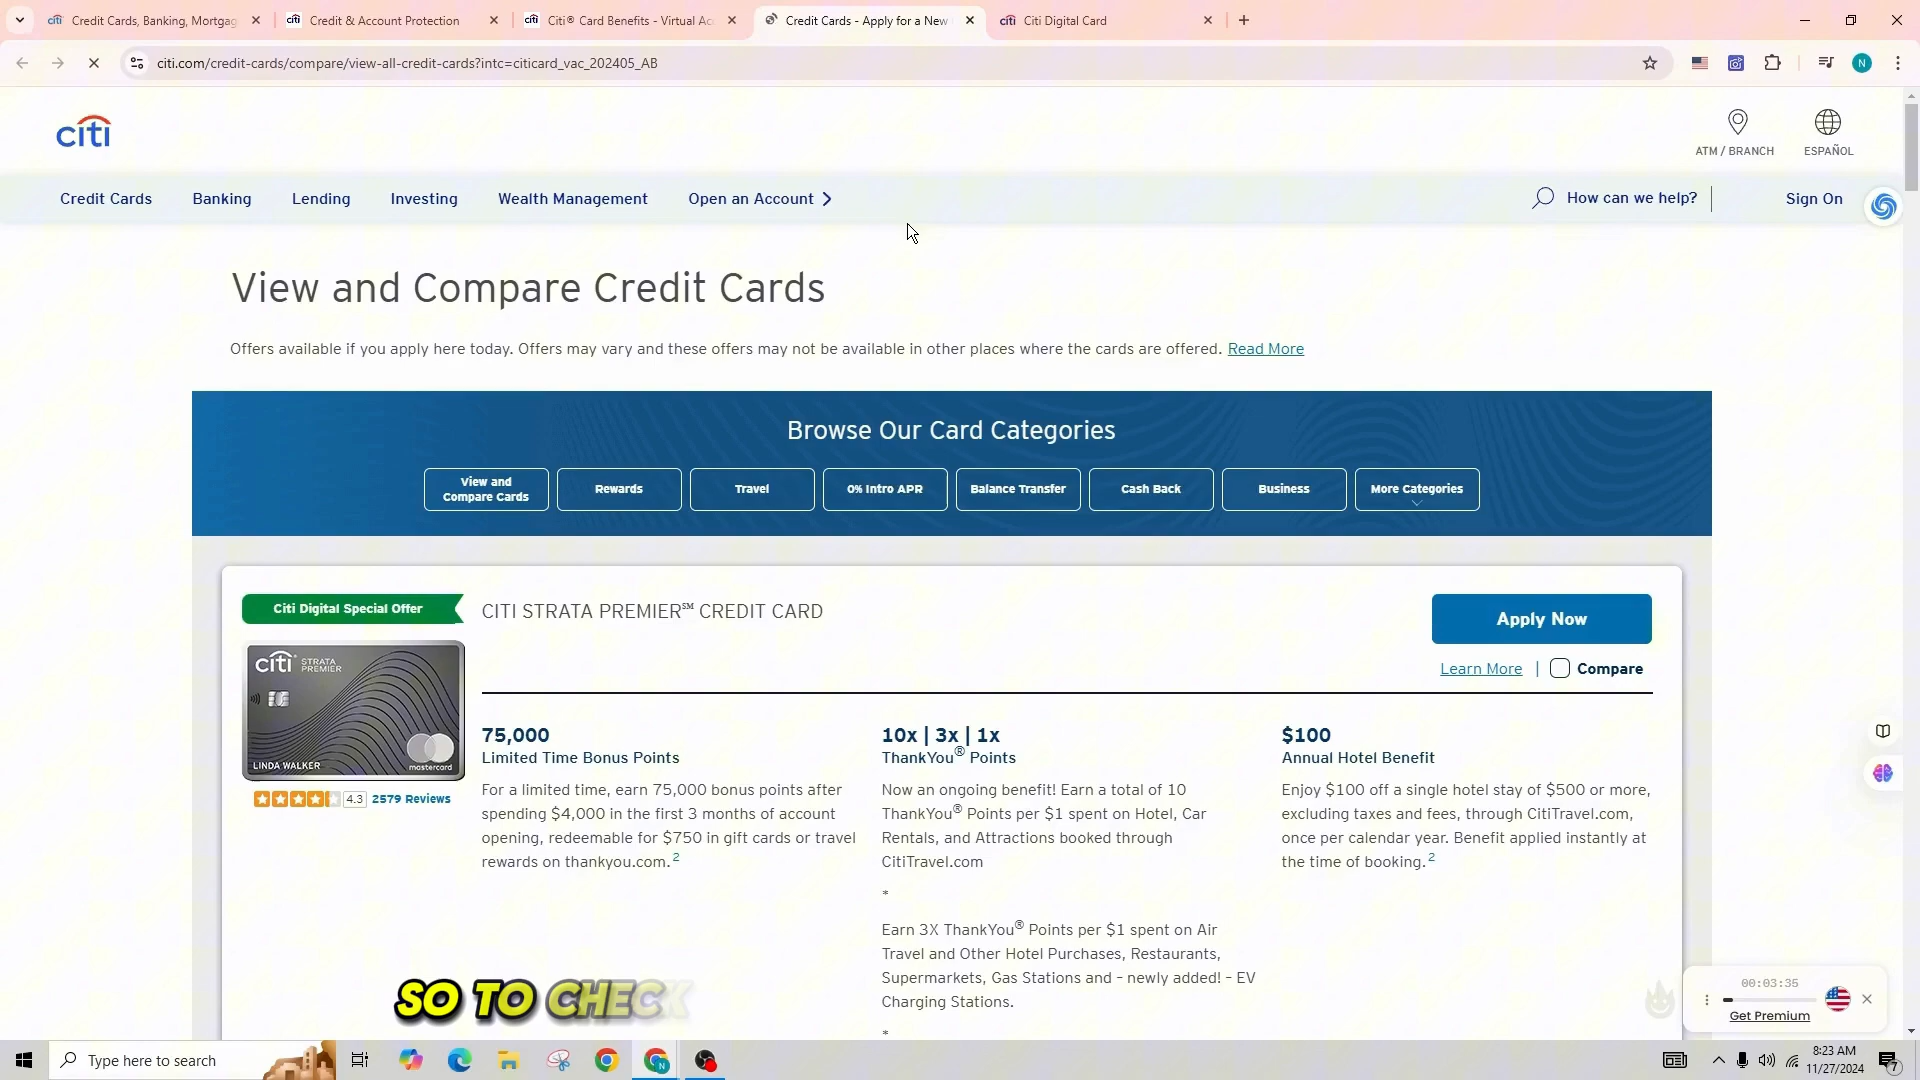 Credit Cards, Banking, Mortgag
Credit & Account Protection
Citi® Card Benefits - Virtual Ac
Credit Cards - Apply for a New
Citi Digital Card
citi.com/credit-cards/compare/view-all-credit-cards?intc=citicard_vac_202405_AB
N
citi
ATM / BRANCH
ESPAÑOL
Credit Cards
Banking
Lending
Investing
Wealth Management
Open an Account
How can we help?
Sign On
View and Compare Credit Cards
Offers available if you apply here today. Offers may vary and these offers may not be available in other places where the cards are offered. Read More
Browse Our Card Categories
View and
Compare Cards
Rewards
Travel
0% Intro APR
Balance Transfer
Cash Back
Business
More Categories
Citi Digital Special Offer
CITI STRATA PREMIER℠ CREDIT CARD
Apply Now
Learn More | Compare
citi STRATA
PREMIER
LINDA WALKER
mastercard
4.3 2579 Reviews
75,000
Limited Time Bonus Points
For a limited time, earn 75,000 bonus points after
spending $4,000 in the first 3 months of account
opening, redeemable for $750 in gift cards or travel
rewards on thankyou.com.2
10x | 3x | 1x
ThankYou® Points
Now an ongoing benefit! Earn a total of 10
ThankYou® Points per $1 spent on Hotel, Car
Rentals, and Attractions booked through
CitiTravel.com
*
Earn 3X ThankYou® Points per $1 spent on Air
Travel and Other Hotel Purchases, Restaurants,
Supermarkets, Gas Stations and – newly added! – EV
Charging Stations.
*
$100
Annual Hotel Benefit
Enjoy $100 off a single hotel stay of $500 or more,
excluding taxes and fees, through CitiTravel.com,
once per calendar year. Benefit applied instantly at
the time of booking.2
SO TO CHECK
00:03:35
Get Premium
Type here to search
N
8:23 AM
11/27/2024
7